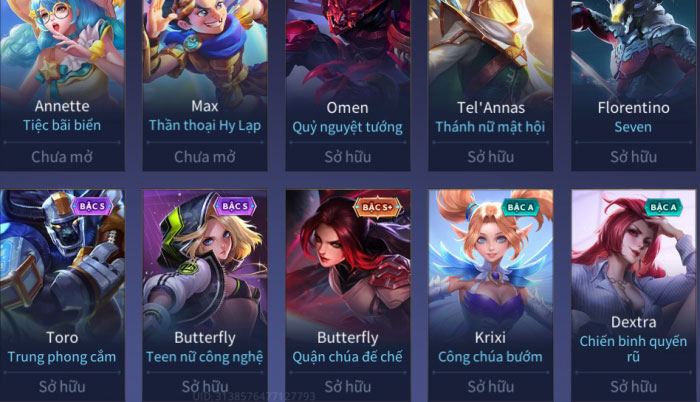 Annette
Max
Omen
Tel'Annas
Florentino
Tiệc bãi biển
Thần thoại Hy Lạp
Quỷ nguyệt tướng
Thánh nữ mật hội
Seven
Chưa mở
Chưa mở
Sở hữu
Sở hữu
Sở hữu
BẬC S
BẬC S
BẬC S+
BẬC A
BẬC A
Toro
Butterfly
Butterfly
Krixi
Dextra
Trung phong cắm
Teen nữ công nghệ
Quận chúa đế chế
Công chúa bướm
Chiến binh quyến
rũ
Sở hữu
Sở hữu
Sở hữu
Sở hữu
Sở hữu